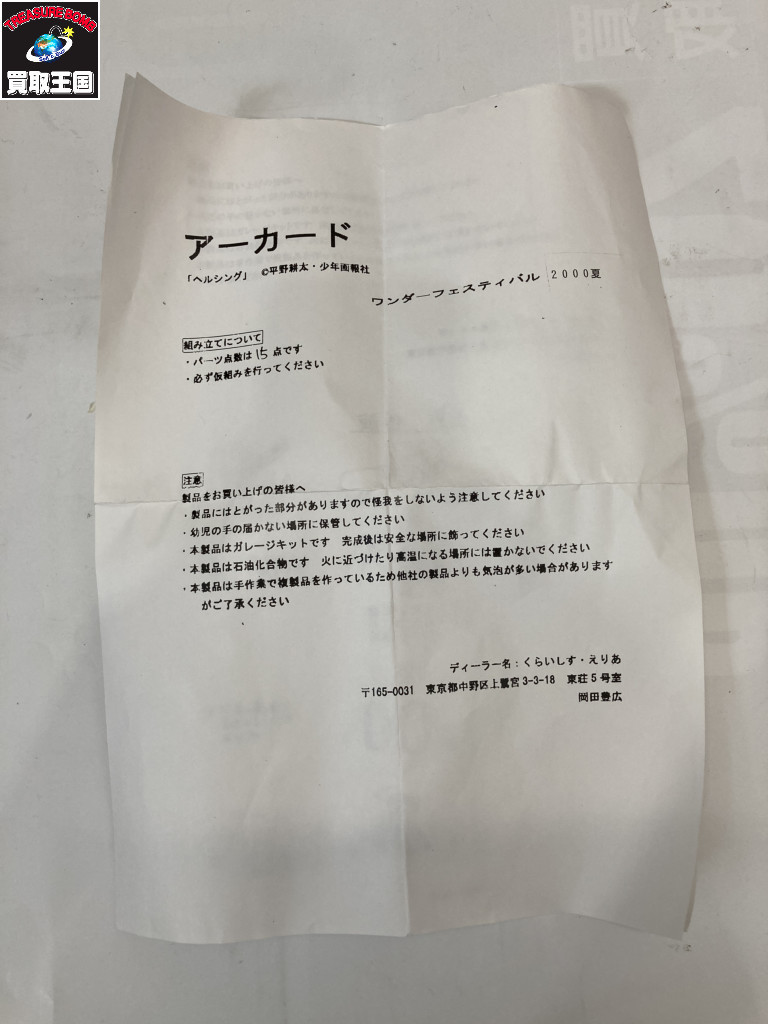 TREASURE BOMB
買取王国
アーカード
「ヘルシング」 ©平野耕太・少年画報社
ワンダーフェスティバル 2000夏
組み立てについて
・パーツ点数は15点です
・必ず仮組みを行ってください
注意
製品をお買い上げの皆様へ
・製品にはとがった部分がありますので怪我をしないよう注意してください
・幼児の手の届かない場所に保管してください
・本製品はガレージキットです 完成後は安全な場所に飾ってください
・本製品は石油化合物です 火に近づけたり高温になる場所には置かないでください
・本製品は手作業で複製品を作っているため他社の製品よりも気泡が多い場合があります
がご了承ください
ディーラー名：くらいしす・えりあ
〒165-0031 東京都中野区上鷺宮3-3-18 東荘5号室
岡田豊広